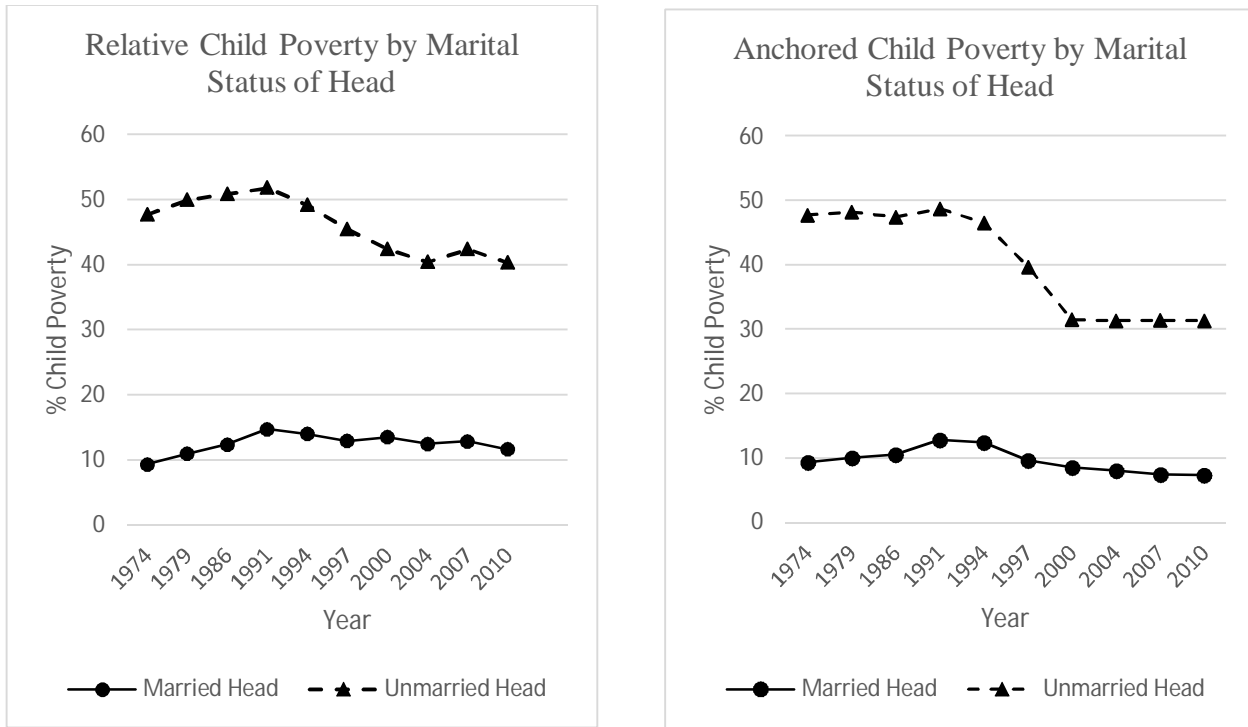 Relative Child Poverty by Marital
Status of Head
60
50
40
30
20
10
0
% Child Poverty
1974
1979
1986
1991
1994
1997
2000
2004
2007
2010
Year
Married Head
Unmarried Head
Anchored Child Poverty by Marital
Status of Head
60
50
40
30
20
10
0
% Child Poverty
1974
1979
1986
1991
1994
1997
2000
2004
2007
2010
Year
Married Head
Unmarried Head